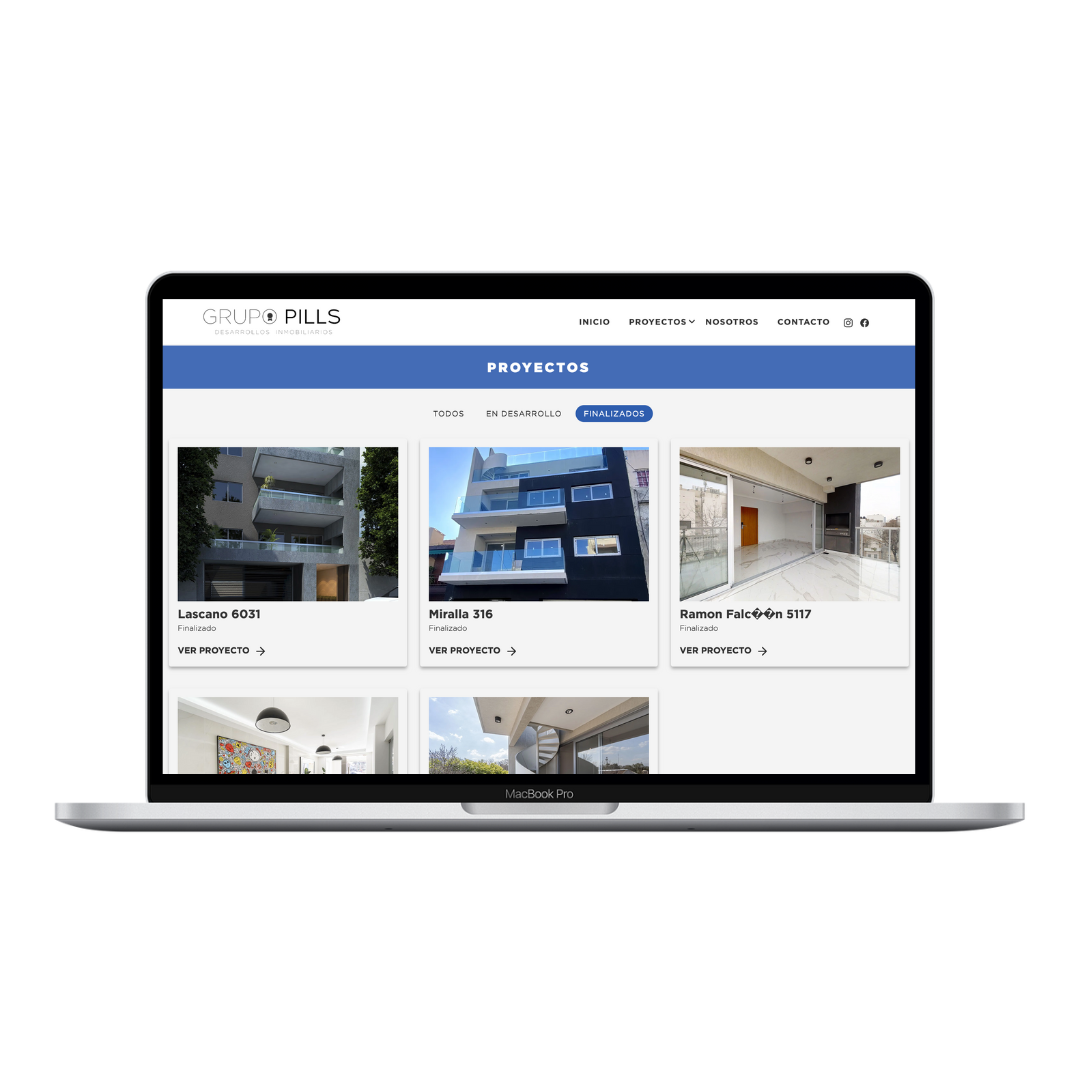 GRUPO PILLS
DESARROLLOS INMOBILIARIOS
INICIO PROYECTOS NOSOTROS CONTACTO
PROYECTOS
TODOS EN DESARROLLO FINALIZADOS
Lascano 6031
Finalizado
VER PROYECTO
Miralla 316
Finalizado
VER PROYECTO
Ramon Falc��n 5117
Finalizado
VER PROYECTO
MacBook Pro